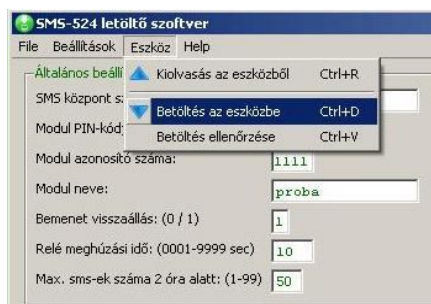 SMS-524 letöltő szoftver
File Beállítások Eszköz Help
Általános beáll
Kiolvasás az eszközből Ctrl+R
SMS központ s
Betöltés az eszközbe Ctrl+D
Modul PIN-kód
Betöltés ellenőrzése Ctrl+V
Modul azonosító száma: 1111
Modul neve: proba
Bemenet visszaállás: (0 / 1) 1
Relé meghúzási idő: (0001-9999 sec) 10
Max. sms-ek száma 2 óra alatt: (1-99) 50